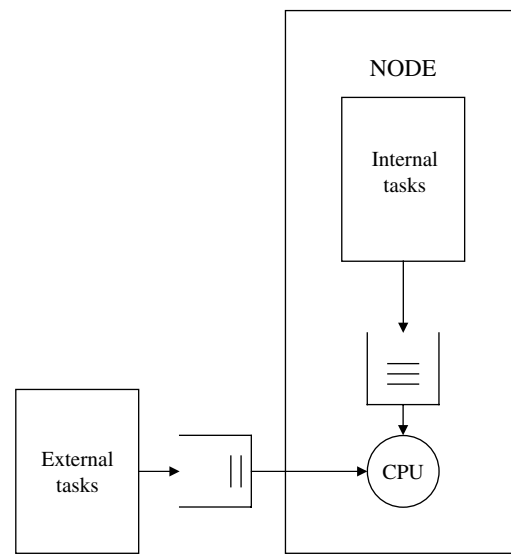 NODE
Internal
tasks
External
tasks
CPU